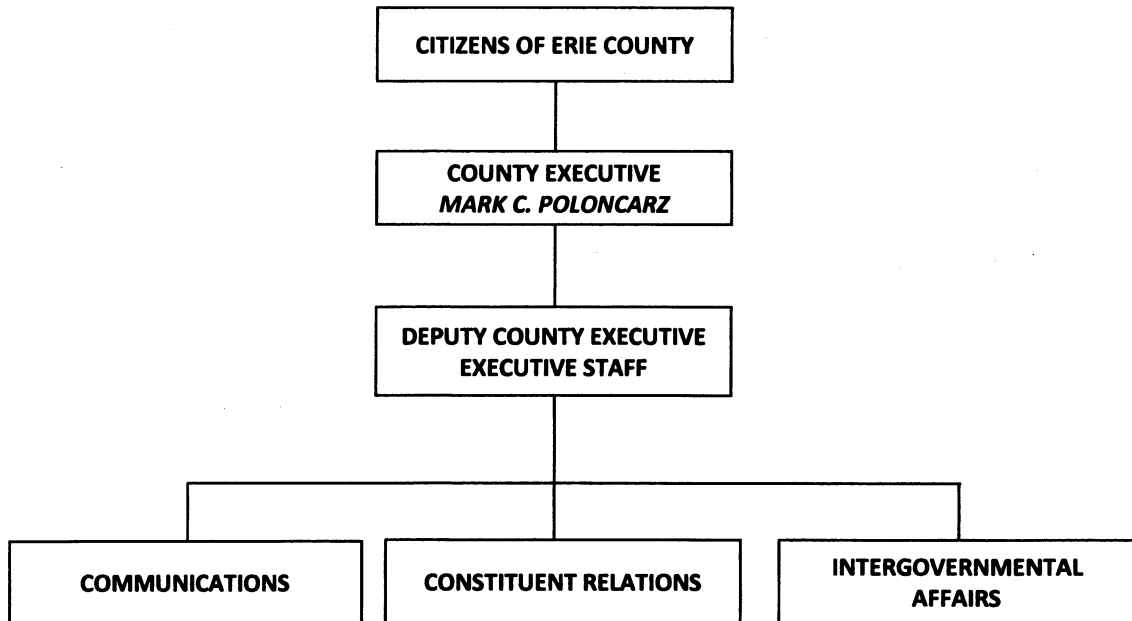 CITIZENS OF ERIE COUNTY
COUNTY EXECUTIVE
MARK C. POLONCARZ
DEPUTY COUNTY EXECUTIVE
EXECUTIVE STAFF
COMMUNICATIONS
CONSTITUENT RELATIONS
INTERGOVERNMENTAL
AFFAIRS